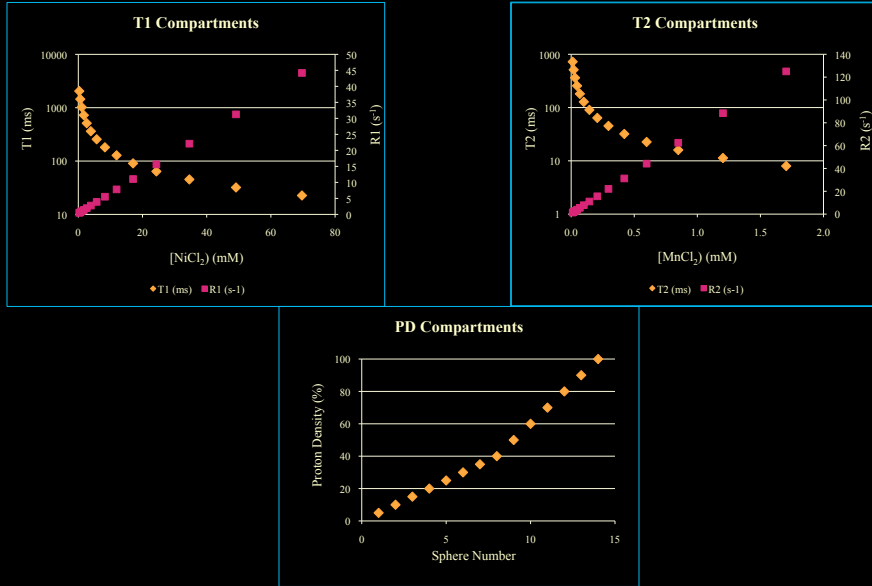 T1 Compartments
10000
1000
100
10
T1 (ms)
50
45
40
35
30
25
20
15
10
5
0
R1 (s-1)
0 20 40 60 80
[NiCl2) (mM)
T1 (ms) R1 (s-1)
T2 Compartments
1000
100
10
1
T2 (ms)
140
120
100
80
60
40
20
0
R2 (s-1)
0.0 0.5 1.0 1.5 2.0
[MnCl2) (mM)
T2 (ms) R2 (s-1)
PD Compartments
100
80
60
40
20
0
Proton Density (%)
0 5 10 15
Sphere Number